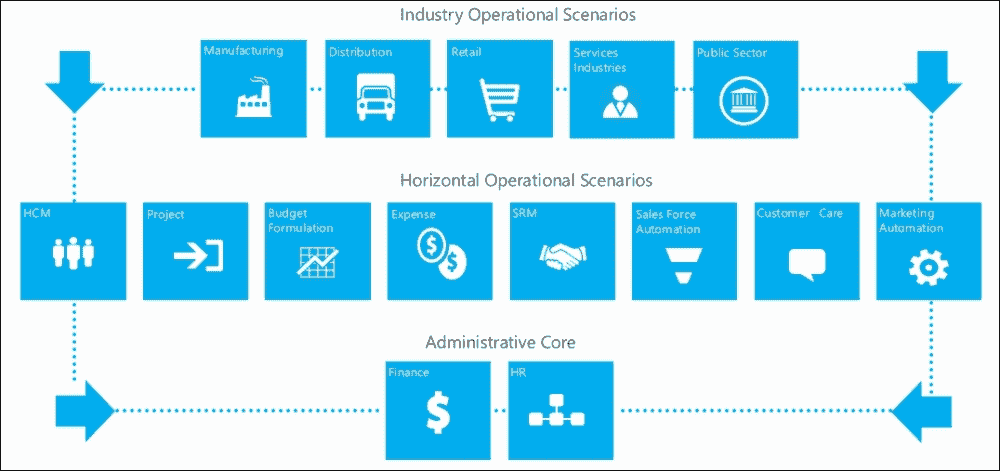 Industry Operational Scenarios
Manufacturing
Distribution
Retail
Services
Industries
Public Sector
Horizontal Operational Scenarios
HCM
Project
Budget
Formulation
Expense
SRM
Sales Force
Automation
Customer Care
Marketing
Automation
Administrative Core
Finance
HR